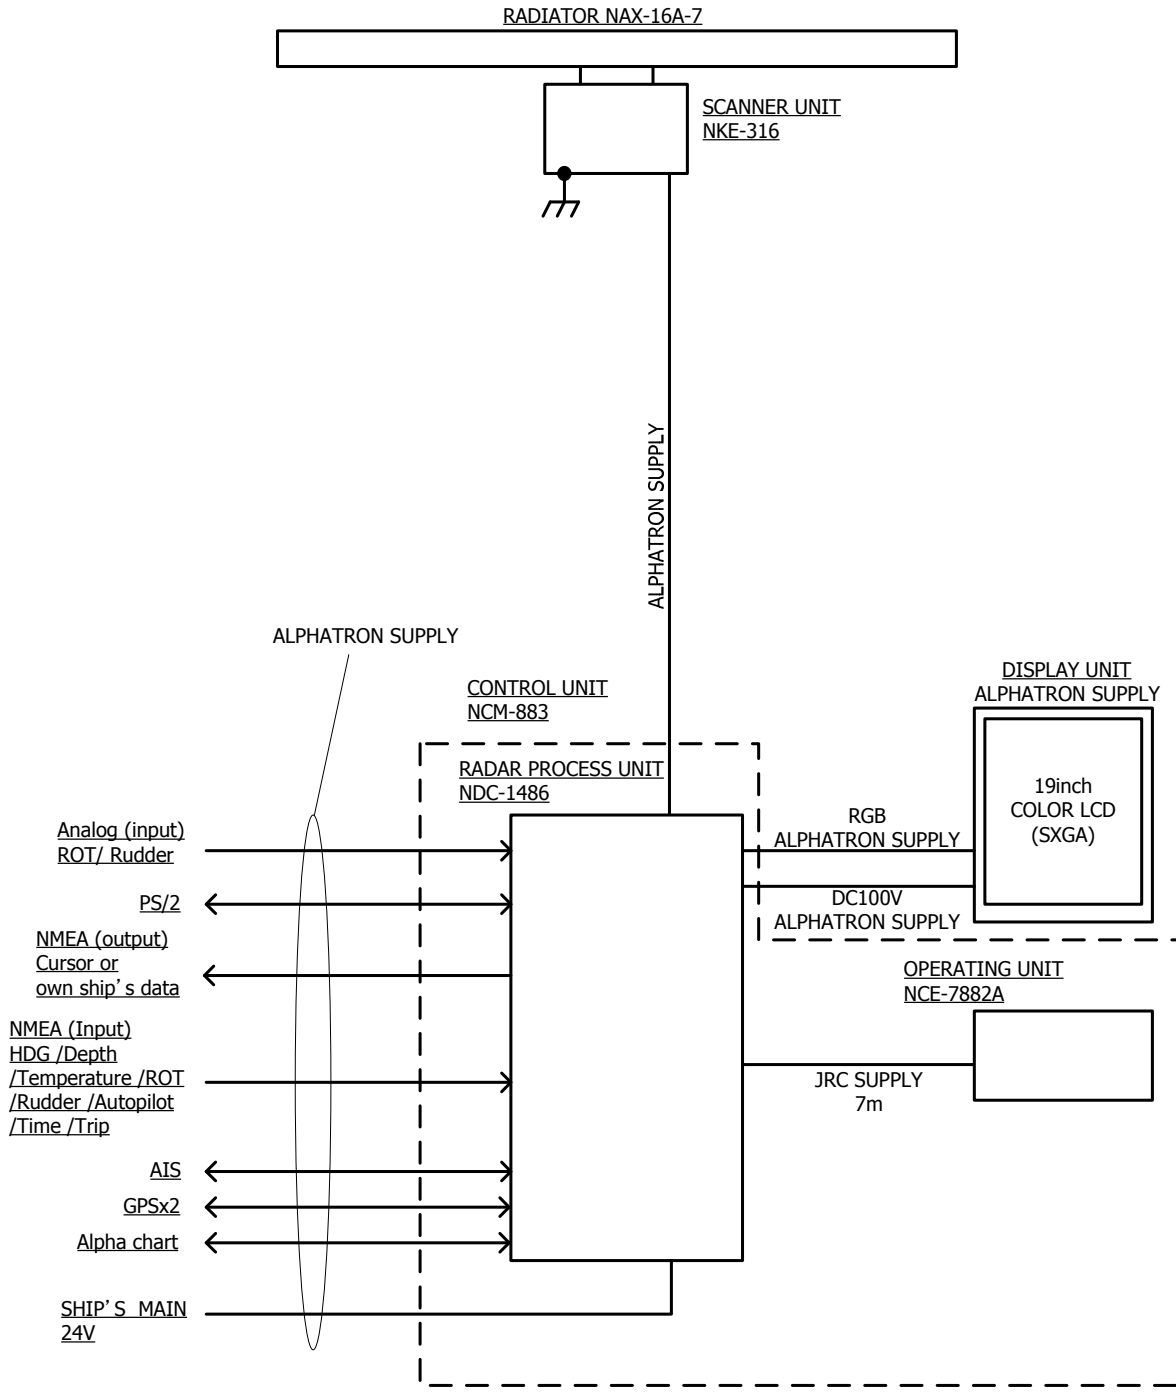 RADIATOR NAX-16A-7
SCANNER UNIT
NKE-316
ALPHATRON SUPPLY
ALPHATRON SUPPLY
CONTROL UNIT
NCM-883
RADAR PROCESS UNIT
NDC-1486
DISPLAY UNIT
ALPHATRON SUPPLY
19inch
COLOR LCD
(SXGA)
RGB
ALPHATRON SUPPLY
DC100V
ALPHATRON SUPPLY
OPERATING UNIT
NCE-7882A
JRC SUPPLY
7m
Analog (input)
ROT/ Rudder
PS/2
NMEA (output)
Cursor or
own ship’s data
NMEA (Input)
HDG /Depth
/Temperature /ROT
/Rudder /Autopilot
/Time /Trip
AIS
GPSx2
Alpha chart
SHIP’S MAIN
24V